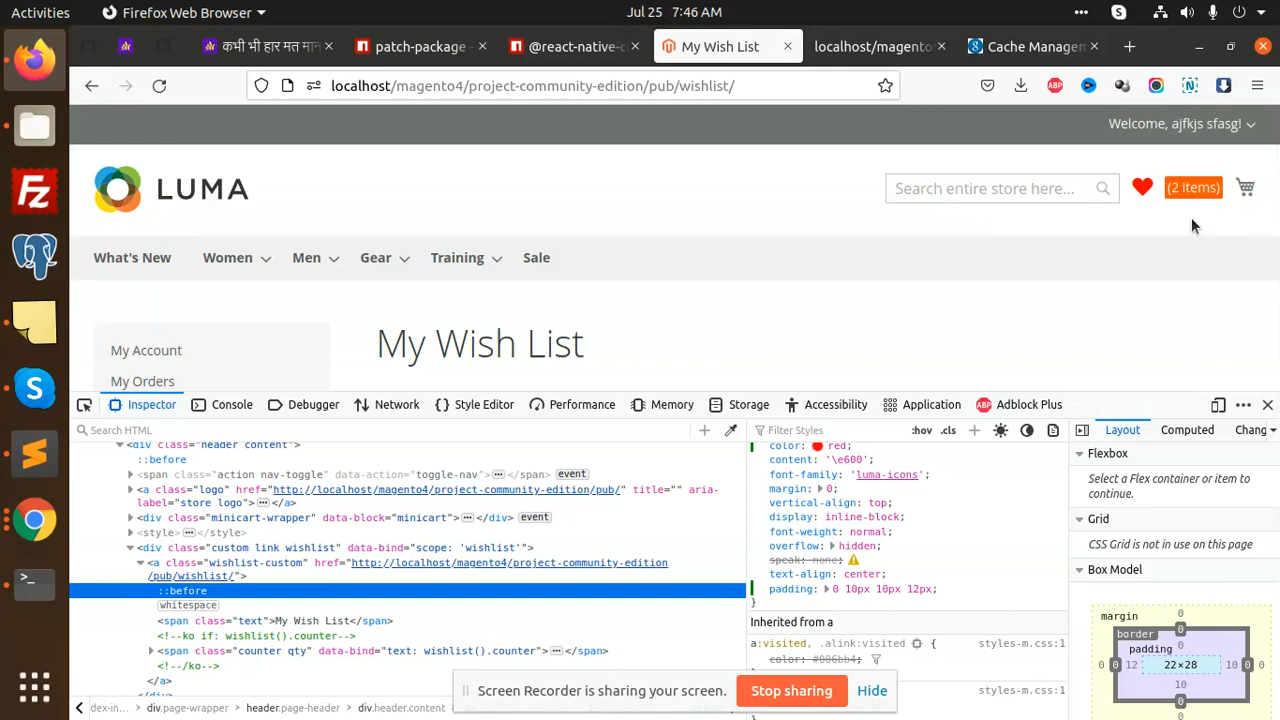 Activities
Firefox Web Browser
Jul 25 7:46 AM
कभी भी हार मत मान
patch-package -
@react-native-c
My Wish List
localhost/magento
Cache Managem
localhost/magento4/project-community-edition/pub/wishlist/
ABP
N
Welcome, ajfkjs sfasg!
LUMA
Search entire store here...
(2 Items)
What's New
Women
Men
Gear
Training
Sale
My Wish List
My Account
My Orders
Inspector
Console
Debugger
Network
{} Style Editor
Performance
Memory
Storage
Accessibility
Application
ABP Adblock Plus
Search HTML
Filter Styles
:hov .cls
Layout
Computed
Chang
<div class="header content">
::before
<span class="action nav-toggle" data-action="toggle-nav"></span> event
<a class="logo" href="http://localhost/magento4/project-community-edition/pub/" title="" aria-
label="store logo"></a>
<div class="minicart-wrapper" data-block="minicart"></div> event
<style></style>
<div class="custom link wishlist" data-bind="scope: 'wishlist'">
<a class="wishlist-custom" href="http://localhost/magento4/project-community-edition
/pub/wishlist/">
::before
whitespace
<span class="text">My Wish List</span>
<!--ko if: wishlist().counter-->
<span class="counter qty" data-bind="text: wishlist().counter"></span>
<!--/ko-->
</a>
dex-in…
div.page-wrapper
header.page-header
div.header.content
color: red;
content: '\e600';
font-family: 'luma-icons';
margin: 0;
vertical-align: top;
display: inline-block;
font-weight: normal;
overflow: hidden;
speak: none;
text-align: center;
padding: 0 10px 10px 12px;
}
Inherited from a
a:visited, .alink:visited {
styles-m.css:1
color: #006bb4;
styles-m.css:1
Flexbox
Select a Flex container or item to
continue.
Grid
CSS Grid is not in use on this page
Box Model
margin
0
border
0
padding
0
0 0 12
22×28
10 0 0
10
0
Screen Recorder is sharing your screen.
Stop sharing
Hide